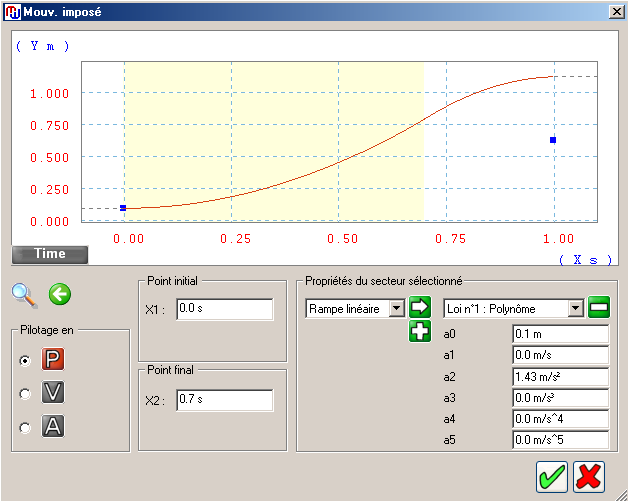 Mouv. imposé
( Y m )
1.000
0.750
0.500
0.250
0.000
0.00 0.25 0.50 0.75 1.00
Time
( X s )
Point initial
X1 : 0.0 s
Point final
X2 : 0.7 s
Pilotage en
P
V
A
Propriétés du secteur sélectionné
Rampe linéaire
Loi n°1 : Polynôme
a0 0.1 m
a1 0.0 m/s
a2 1.43 m/s²
a3 0.0 m/s³
a4 0.0 m/s^4
a5 0.0 m/s^5